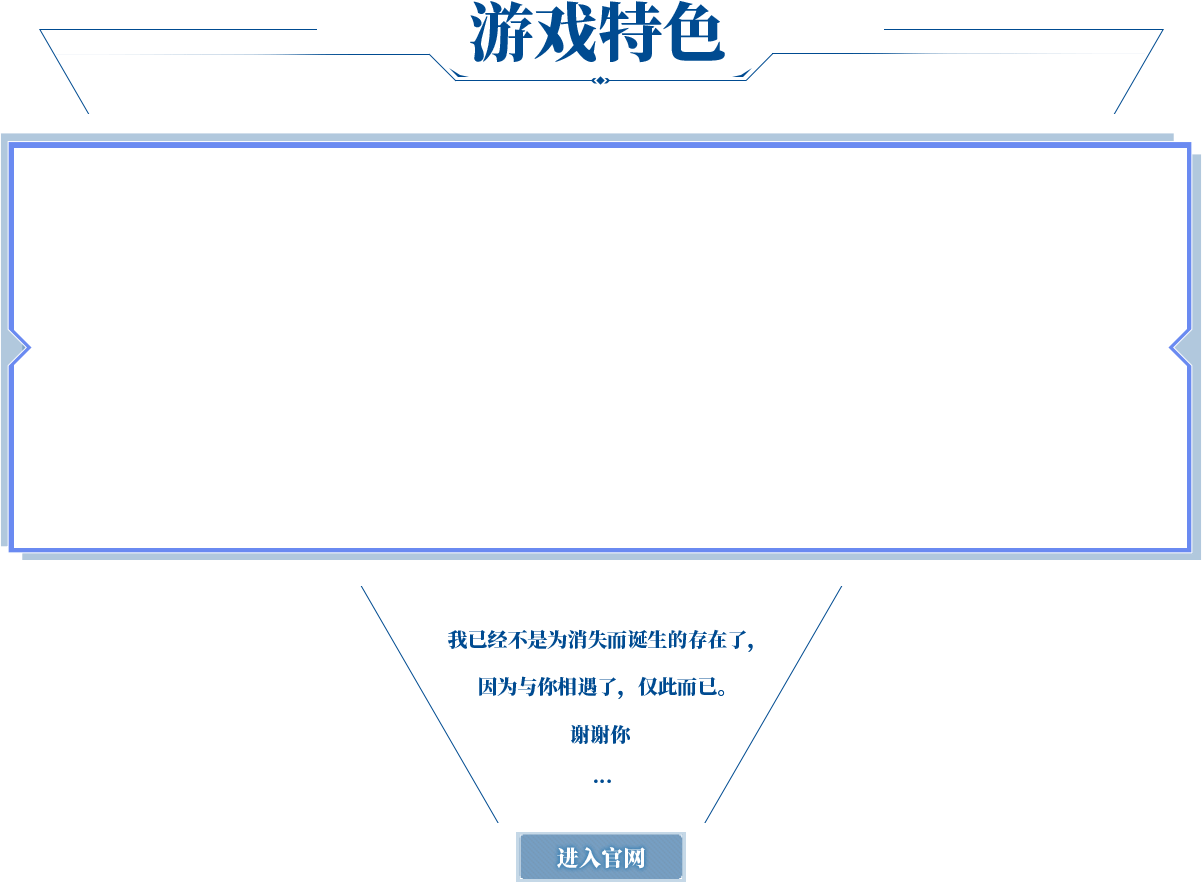 游戏特色
我已经不是为消失而诞生的存在了，
因为与你相遇了，仅此而已。
谢谢你
...
进入官网